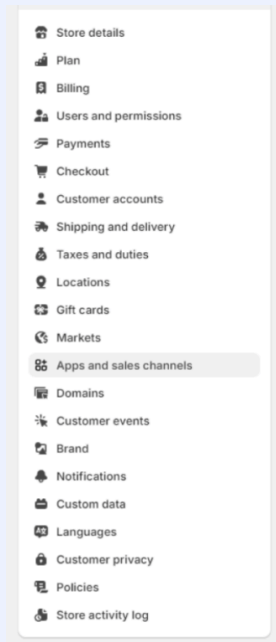 Store details
Plan
Billing
Users and permissions
Payments
Checkout
Customer accounts
Shipping and delivery
Taxes and duties
Locations
Gift cards
Markets
Apps and sales channels
Domains
Customer events
Brand
Notifications
Custom data
Languages
Customer privacy
Policies
Store activity log